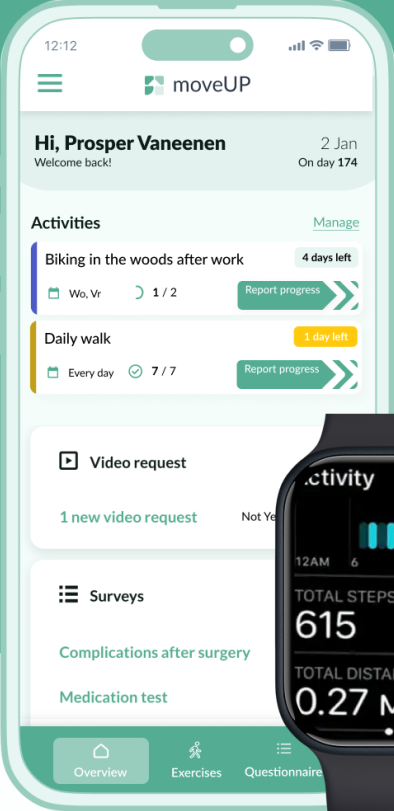 12:12
moveUP
Hi, Prosper Vaneenen
2 Jan
Welcome back!
On day 174
Activities
Manage
Biking in the woods after work
4 days left
Wo, Vr
1 / 2
Report progress
Daily walk
1 day left
Every day
7 / 7
Report progress
Video request
1 new video request
Not Ye
Surveys
Complications after surgery
Medication test
Overview
Exercises
Questionnaire
ctivity
12AM
6
TOTAL STEPS
615
TOTAL DISTA
0.27